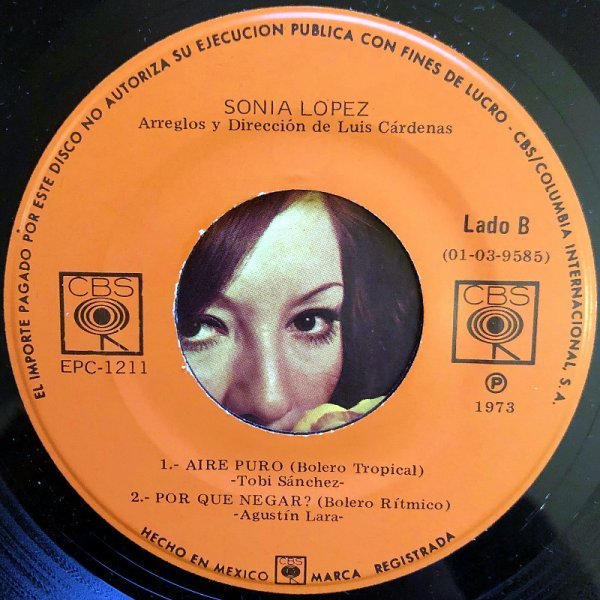 EL IMPORTE PAGADO POR ESTE DISCO NO AUTORIZA SU EJECUCION PUBLICA CON FINES DE LUCRO - CBS/COLUMBIA INTERNACIONAL, S.A.
SONIA LOPEZ
Arreglos y Dirección de Luis Cárdenas
Lado B
(01-03-9585)
CBS
EPC-1211
CBS
P
1973
1.- AIRE PURO (Bolero Tropical)
-Tobi Sánchez-
2.- POR QUE NEGAR? (Bolero Rítmico)
-Agustín Lara-
HECHO EN MEXICO CBS MARCA REGISTRADA